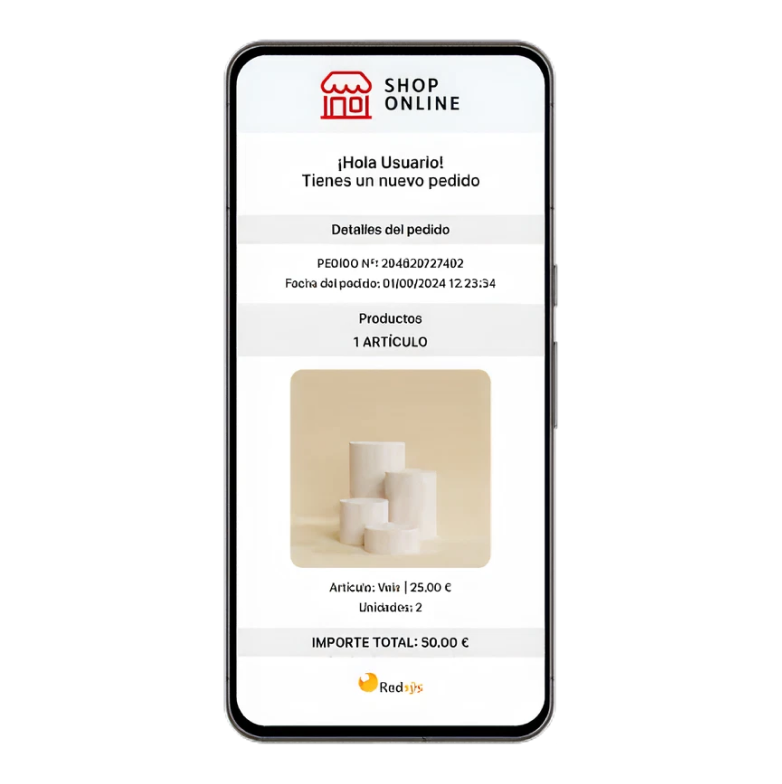 SHOP
ONLINE
¡Hola Usuario!
Tienes un nuevo pedido
Detalles del pedido
PEDIDO Nº: 204820727402
Fecha del pedido: 01/00/2024 12:23:34
Productos
1 ARTÍCULO
Artículo: | 25.00 €
Unidades: 2
IMPORTE TOTAL: 50.00 €
Redsys